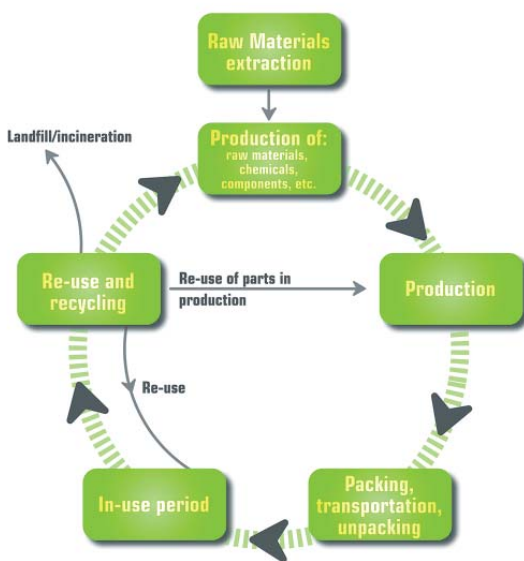 Raw Materials
extraction
Landfill/incineration
Production of:
raw materials,
chemicals,
components, etc.
Re-use and
recycling
Re-use of parts in
production
Production
Re-use
In-use period
Packing,
transportation,
unpacking